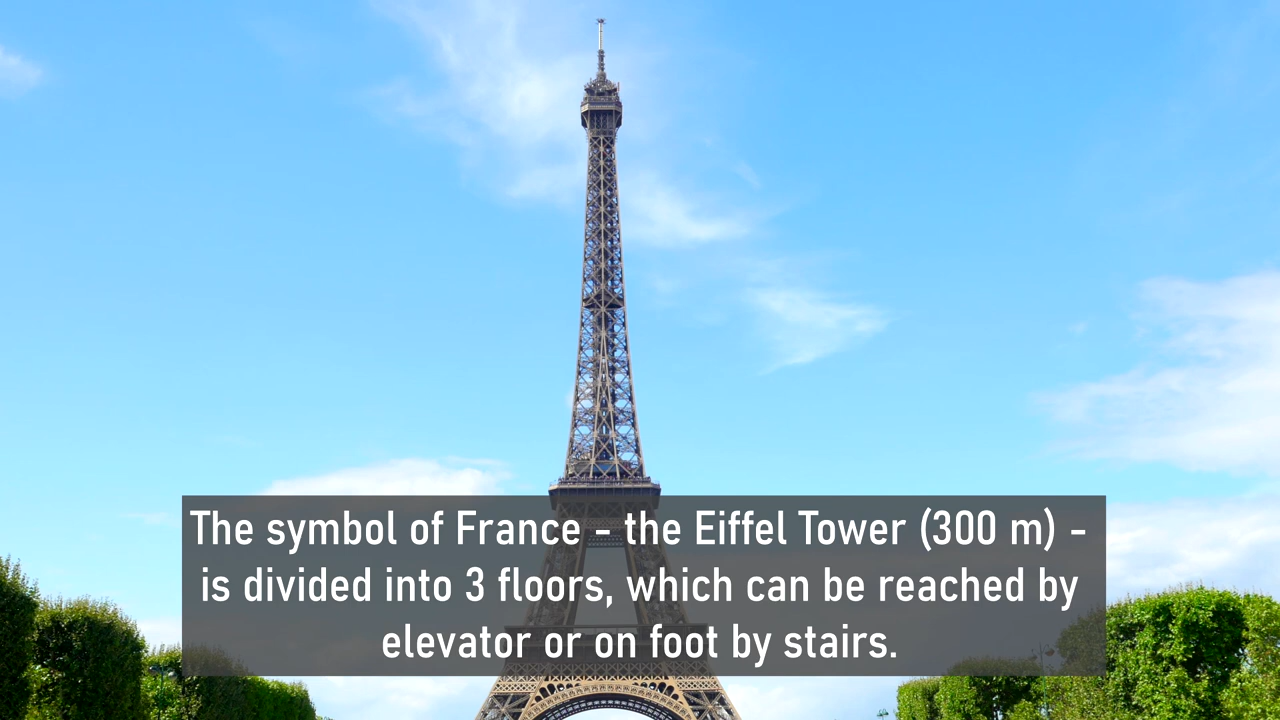 The symbol of France - the Eiffel Tower (300 m) -
is divided into 3 floors, which can be reached by
elevator or on foot by stairs.